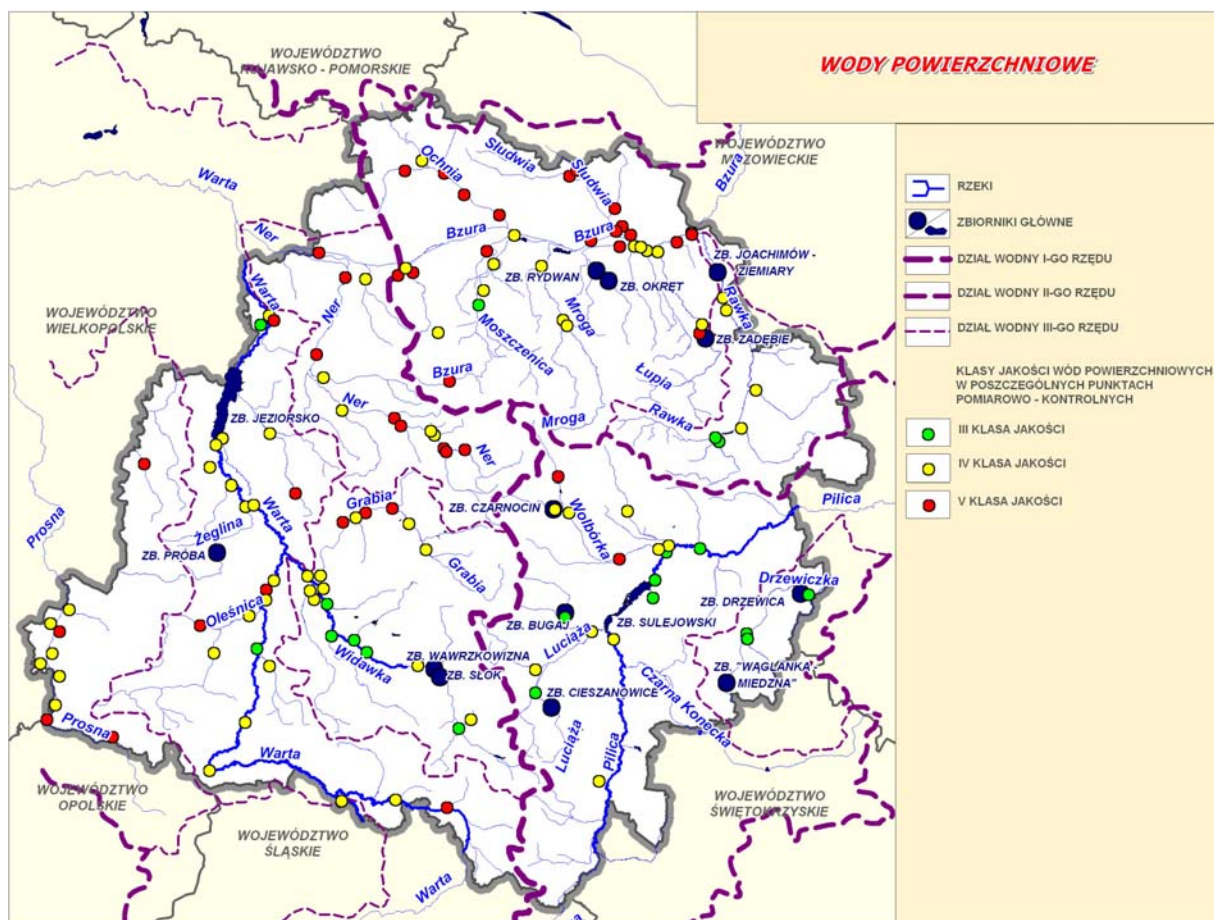 WODY POWIERZCHNIOWE
WOJEWÓDZTWO
KUJAWSKO - POMORSKIE
WOJEWÓDZTWO
MAZOWIECKIE
Słudwia
Ochnia
Słudwia
Bzura
Warta
Ner
Bzura
Bzura
ZB. JOACHIMÓW -
ZIEMIARY
ZB. RYDWAN
ZB. OKRĘT
Warta
Ner
Rawka
WOJEWÓDZTWO
WIELKOPOLSKIE
Mroga
Moszczenica
ZB. ZADĘBIE
Bzura
Łupia
Ner
ZB. JEZIORSKO
Mroga
Rawka
Ner
Grabia
Pilica
ZB. CZARNOCIN
Wolbórka
Prosna
Żeglina
Warta
ZB. PRÓBA
Grabia
Drzewiczka
Oleśnica
ZB. DRZEWICA
ZB. BUGAJ
ZB. SULEJOWSKI
Luciąża
ZB. WAWRZKOWIZNA
Widawka
ZB. SŁOK
ZB. "WĄGLANKA -
MIEDZNA"
ZB. CIESZANOWICE
Czarna Konecka
Prosna
Warta
Luciąża
Pilica
WOJEWÓDZTWO
OPOLSKIE
WOJEWÓDZTWO
ŚWIĘTOKRZYSKIE
WOJEWÓDZTWO
ŚLĄSKIE
Warta
RZEKI
ZBIORNIKI GŁÓWNE
DZIAŁ WODNY I-GO RZĘDU
DZIAŁ WODNY II-GO RZĘDU
DZIAŁ WODNY III-GO RZĘDU
KLASY JAKOŚCI WÓD POWIERZCHNIOWYCH
W POSZCZEGÓLNYCH PUNKTACH
POMIAROWO - KONTROLNYCH
III KLASA JAKOŚCI
IV KLASA JAKOŚCI
V KLASA JAKOŚCI